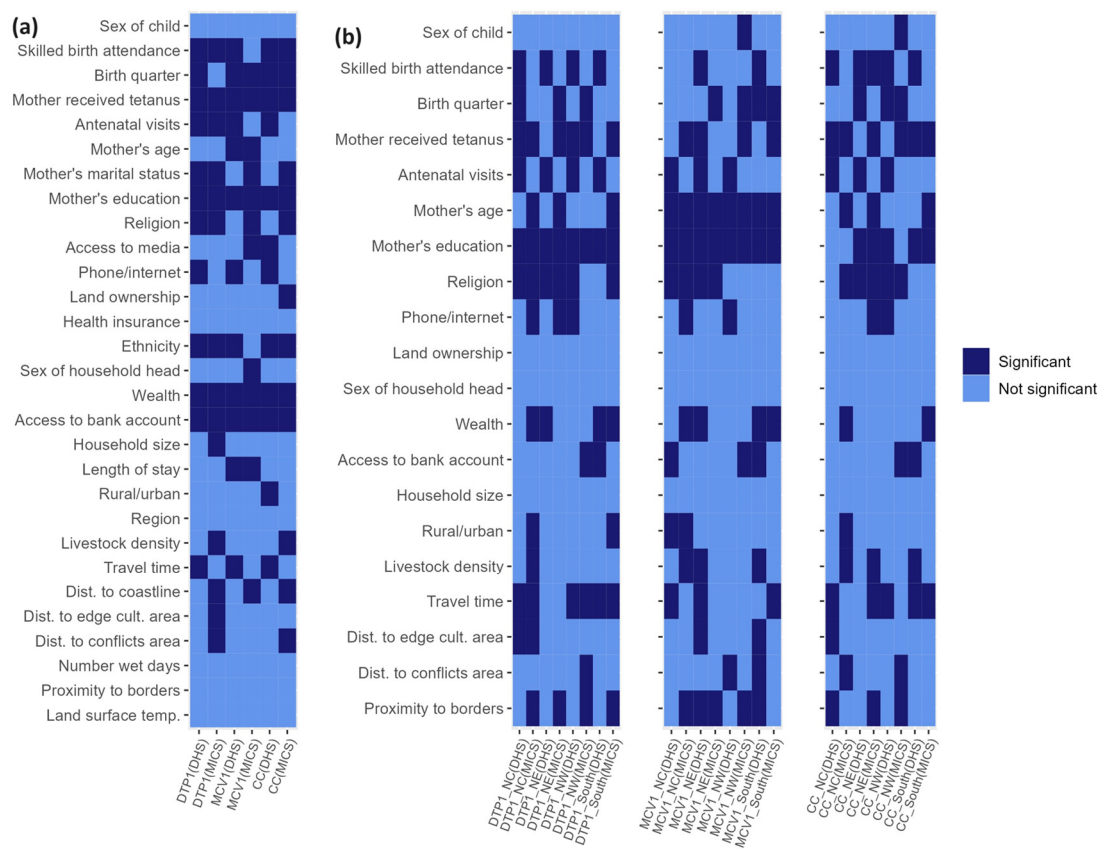 (a)
Sex of child
Skilled birth attendance
Birth quarter
Mother received tetanus
Antenatal visits
Mother's age
Mother's marital status
Mother's education
Religion
Access to media
Phone/internet
Land ownership
Health insurance
Ethnicity
Sex of household head
Wealth
Access to bank account
Household size
Length of stay
Rural/urban
Region
Livestock density
Travel time
Dist. to coastline
Dist. to edge cult. area
Dist. to conflicts area
Number wet days
Proximity to borders
Land surface temp.
DTP1(DHS)
DTP1(MICS)
MCV1(DHS)
MCV1(MICS)
CC(DHS)
CC(MICS)
(b)
Sex of child
Skilled birth attendance
Birth quarter
Mother received tetanus
Antenatal visits
Mother's age
Mother's education
Religion
Phone/internet
Land ownership
Sex of household head
Wealth
Access to bank account
Household size
Rural/urban
Livestock density
Travel time
Dist. to edge cult. area
Dist. to conflicts area
Proximity to borders
DTP1_NC(DHS)
DTP1_NC(MICS)
DTP1_NE(DHS)
DTP1_NE(MICS)
DTP1_NW(DHS)
DTP1_NW(MICS)
DTP1_South(DHS)
DTP1_South(MICS)
MCV1_NC(DHS)
MCV1_NC(MICS)
MCV1_NE(DHS)
MCV1_NE(MICS)
MCV1_NW(DHS)
MCV1_NW(MICS)
MCV1_South(DHS)
MCV1_South(MICS)
CC_NC(DHS)
CC_NC(MICS)
CC_NE(DHS)
CC_NE(MICS)
CC_NW(DHS)
CC_NW(MICS)
CC_South(DHS)
CC_South(MICS)
Significant
Not significant